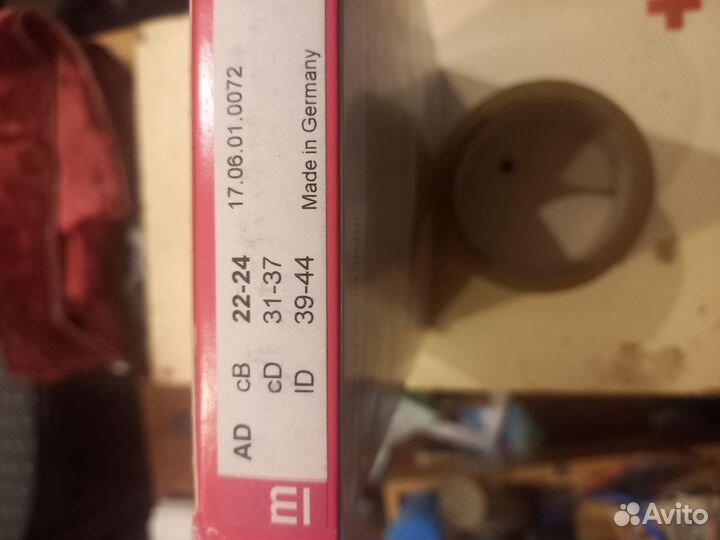 AD cB 22-24 17.06.01.0072
cD 31-37
ID 39-44 Made in Germany
m
Avito